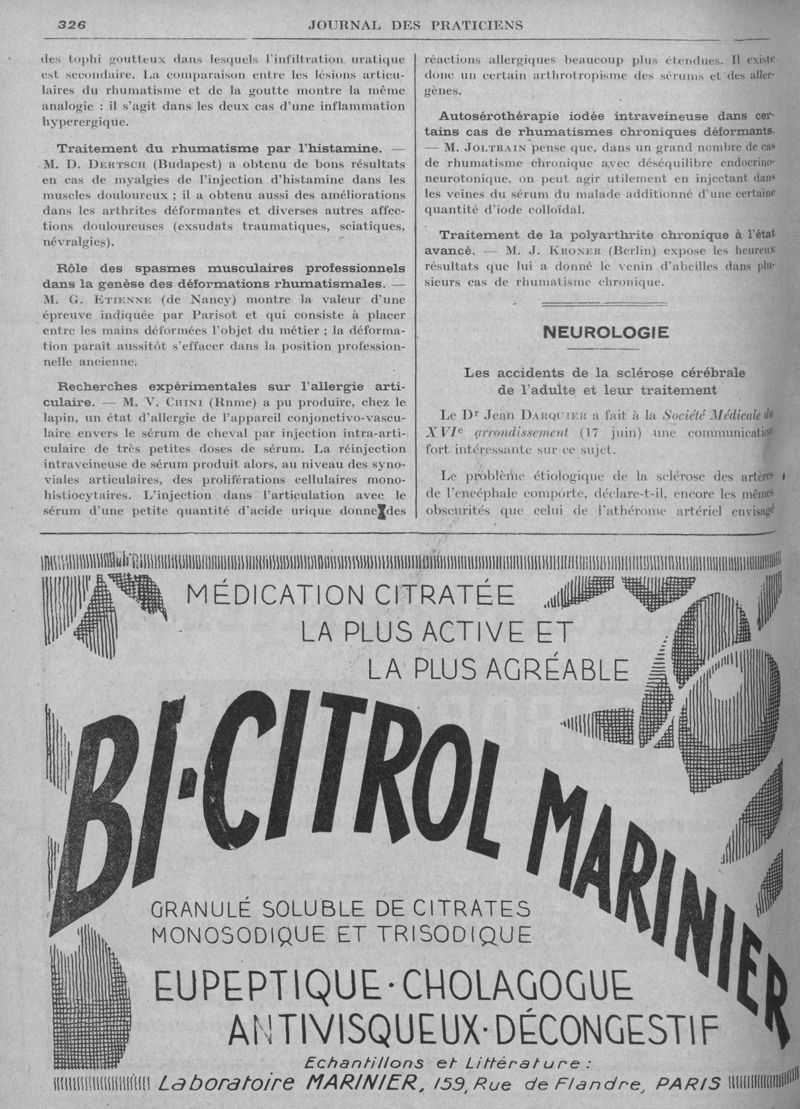 326
JOURNAL DES PRATICIENS
des tophi goutteux dans lesquels l'infiltration uratique
est secondaire. La comparaison entre les lésions articu-
laires du rhumatisme et de la goutte montre la même
analogie : il s'agit dans les deux cas d'une inflammation
hyperergique.
Traitement du rhumatisme par l'histamine. —
M. D. DERTSCH (Budapest) a obtenu de bons résultats
en cas de myalgies de l'injection d'histamine dans les
muscles douloureux ; il a obtenu aussi des améliorations
dans les arthrites déformantes et diverses autres affec-
tions douloureuses (exsudats traumatiques, sciatiques,
névralgies).
Rôle des spasmes musculaires professionnels
dans la genèse des déformations rhumatismales. —
M. G. ETIENNE (de Nancy) montre la valeur d'une
épreuve indiquée par Parisot et qui consiste à placer
entre les mains déformées l'objet du métier ; la déforma-
tion paraît aussitôt s'effacer dans la position profession-
nelle ancienne.
Recherches expérimentales sur l'allergie arti-
culaire. — M. V. CHINI (Rnme) a pu produire, chez le
lapin, un état d'allergie de l'appareil conjonctivo-vascu-
laire envers le sérum de cheval par injection intra-arti-
culaire de très petites doses de sérum. La réinjection
intraveineuse de sérum produit alors, au niveau des syno-
viales articulaires, des proliférations cellulaires mono-
histiocytaires. L'injection dans l'articulation avec le
sérum d'une petite quantité d'acide urique donne des
réactions allergiques beaucoup plus étendues. Il existe
donc un certain arthrotropisme des sérums et des aller-
gènes.
Autosérothérapie iodée intraveineuse dans cer-
tains cas de rhumatismes chroniques déformants.
— M. JOLTRAIN pense que, dans un grand nombre de cas
de rhumatisme chronique avec déséquilibre endocrino-
neurotonique, on peut agir utilement en injectant dans
les veines du sérum du malade additionné d'une certaine
quantité d'iode colloïdal.
Traitement de la polyarthrite chronique à l'état
avancé. — M. J. KRONER (Berlin) expose les heureux
résultats que lui a donné le venin d'abeilles dans plu-
sieurs cas de rhumatisme chronique.
NEUROLOGIE
Les accidents de la sclérose cérébrale
de l'adulte et leur traitement
Le Dr Jean DARQUIER a fait à la Société Médicale du
XVIe arrondissement (17 juin) une communication
fort intéressante sur ce sujet.
Le problème étiologique de la sclérose des artères
de l'encéphale comporte, déclare-t-il, encore les mêmes
obscurités que celui de l'athérome artériel envisagé
MÉDICATION CITRATÉE
LA PLUS ACTIVE ET
LA PLUS AGRÉABLE
BI-CITROL MARINIER
GRANULÉ SOLUBLE DE CITRATES
MONOSODIQUE ET TRISODIQUE
EUPEPTIQUE·CHOLAGOGUE
ANTIVISQUEUX·DÉCONGESTIF
Echantillons et Littérature :
Laboratoire MARINIER, 159, Rue de Flandre, PARIS